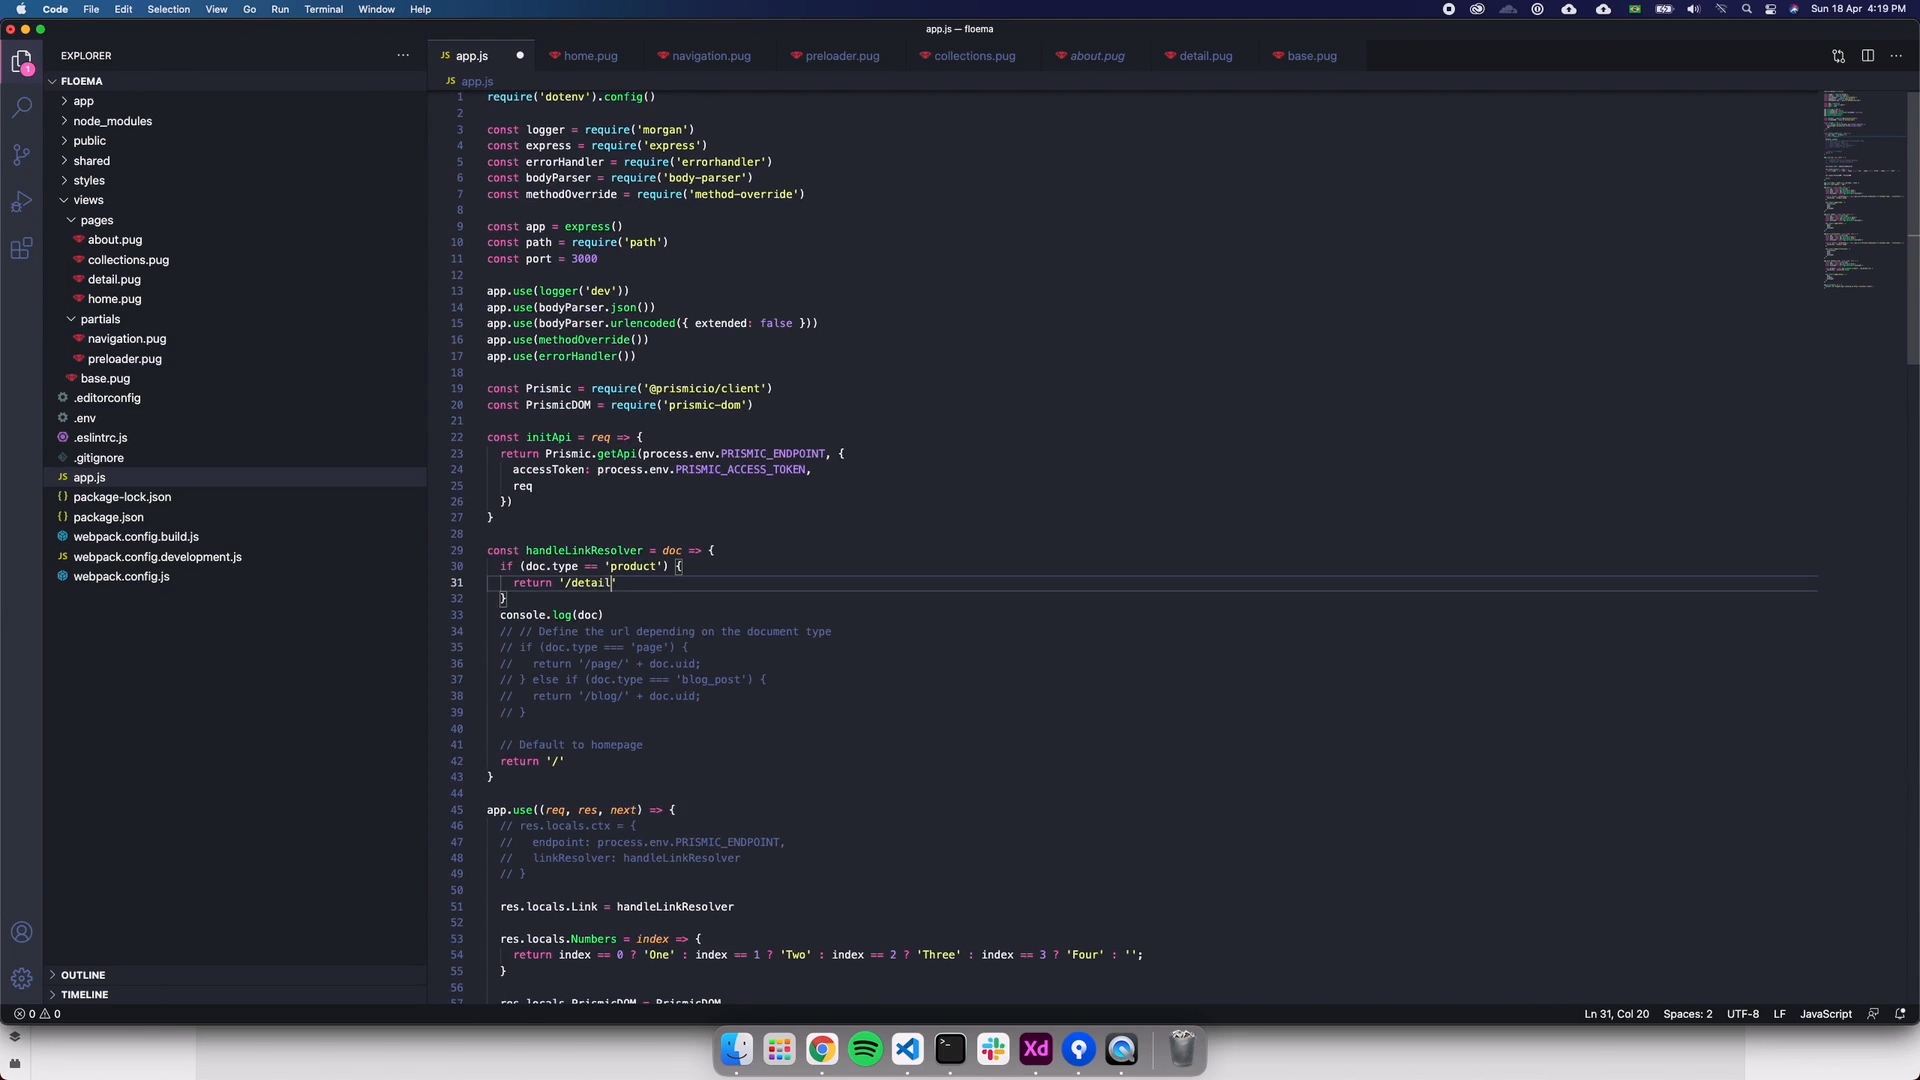 Code File Edit Selection View Go Run Terminal Window Help
Sun 18 Apr 4:19 PM
app.js — floema
EXPLORER
FLOEMA
app
node_modules
public
shared
styles
views
pages
about.pug
collections.pug
detail.pug
home.pug
partials
navigation.pug
preloader.pug
base.pug
.editorconfig
.env
.eslintrc.js
.gitignore
JS app.js
{} package-lock.json
{} package.json
webpack.config.build.js
JS webpack.config.development.js
webpack.config.js
OUTLINE
TIMELINE
1
JS app.js home.pug navigation.pug preloader.pug collections.pug about.pug detail.pug base.pug
JS app.js
1 require('dotenv').config()
2
3 const logger = require('morgan')
4 const express = require('express')
5 const errorHandler = require('errorhandler')
6 const bodyParser = require('body-parser')
7 const methodOverride = require('method-override')
8
9 const app = express()
10 const path = require('path')
11 const port = 3000
12
13 app.use(logger('dev'))
14 app.use(bodyParser.json())
15 app.use(bodyParser.urlencoded({ extended: false }))
16 app.use(methodOverride())
17 app.use(errorHandler())
18
19 const Prismic = require('@prismicio/client')
20 const PrismicDOM = require('prismic-dom')
21
22 const initApi = req => {
23 return Prismic.getApi(process.env.PRISMIC_ENDPOINT, {
24 accessToken: process.env.PRISMIC_ACCESS_TOKEN,
25 req
26 })
27 }
28
29 const handleLinkResolver = doc => {
30 if (doc.type == 'product') {
31 return '/detail'
32 }
33 console.log(doc)
34 // // Define the url depending on the document type
35 // if (doc.type === 'page') {
36 // return '/page/' + doc.uid;
37 // } else if (doc.type === 'blog_post') {
38 // return '/blog/' + doc.uid;
39 // }
40
41 // Default to homepage
42 return '/'
43 }
44
45 app.use((req, res, next) => {
46 // res.locals.ctx = {
47 // endpoint: process.env.PRISMIC_ENDPOINT,
48 // linkResolver: handleLinkResolver
49 // }
50
51 res.locals.Link = handleLinkResolver
52
53 res.locals.Numbers = index => {
54 return index == 0 ? 'One' : index == 1 ? 'Two' : index == 2 ? 'Three' : index == 3 ? 'Four' : '';
55 }
56
57 res.locals.PrismicDOM = PrismicDOM
0 0
Ln 31, Col 20 Spaces: 2 UTF-8 LF JavaScript
Xd